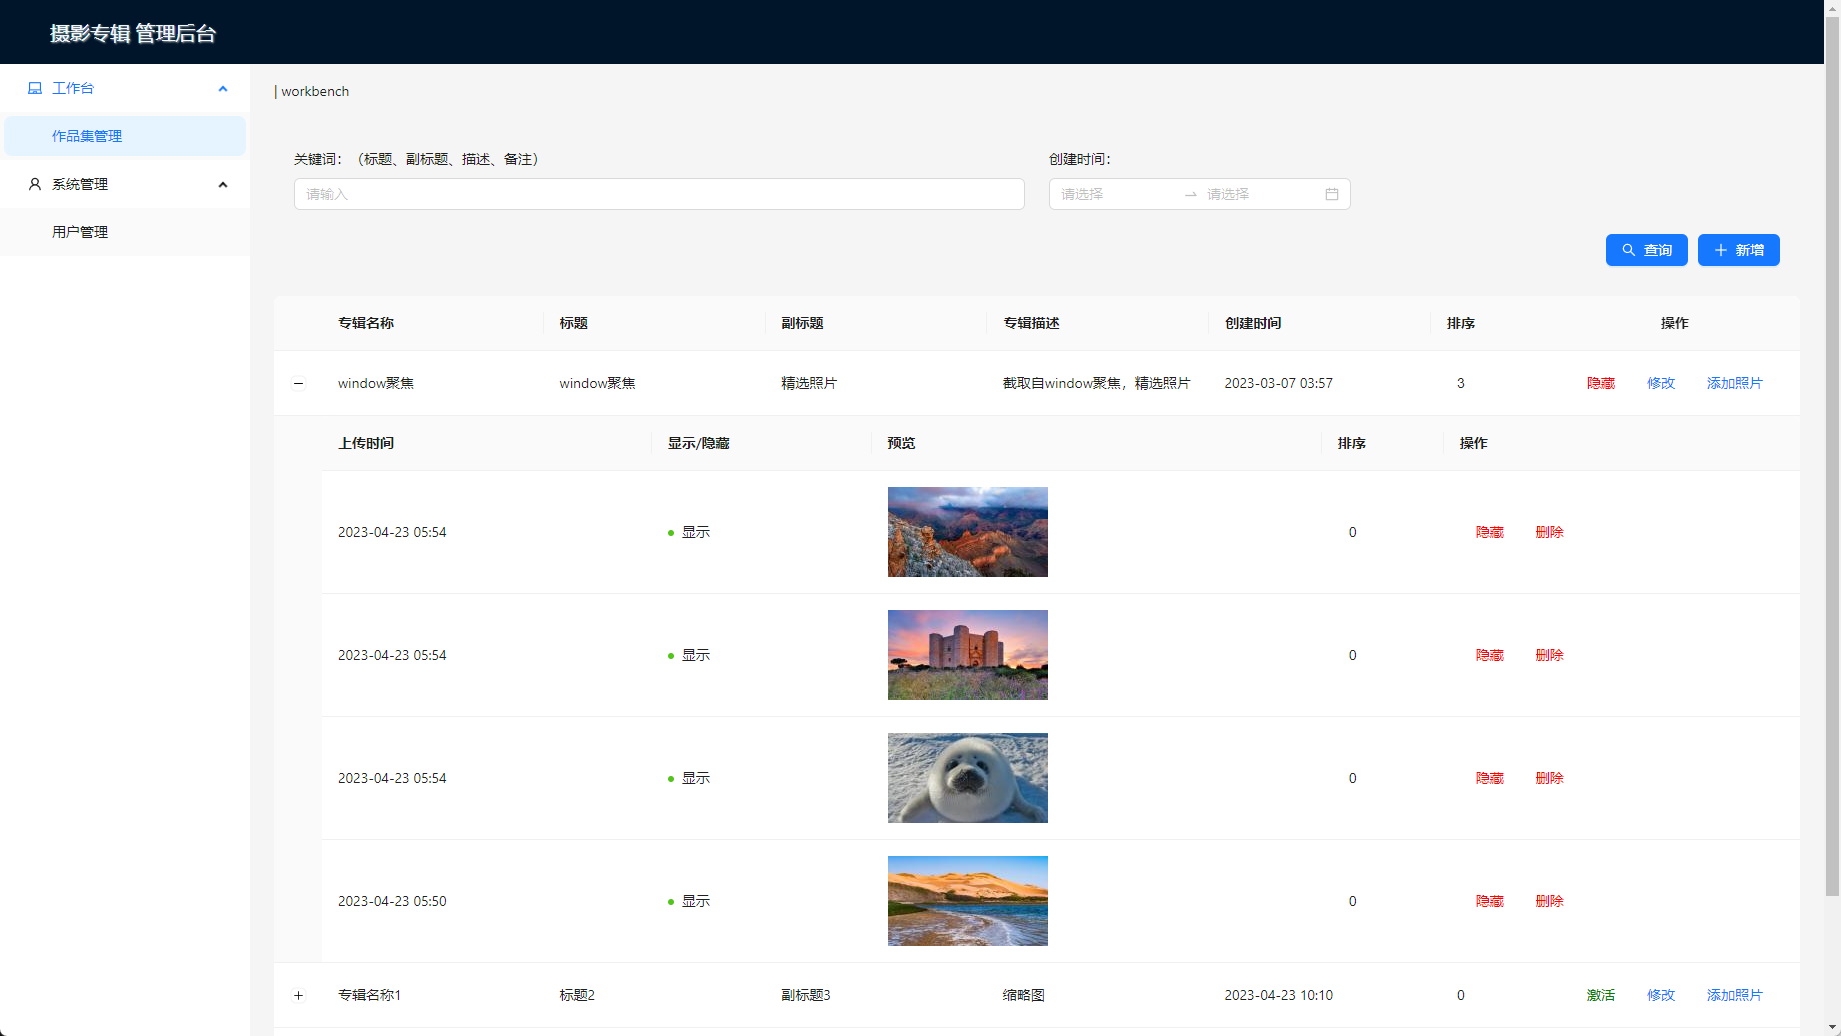 摄影专辑 管理后台
工作台
作品集管理
系统管理
用户管理
| workbench
关键词：（标题、副标题、描述、备注）
请输入
创建时间：
请选择 → 请选择
查询
新增
专辑名称 标题 副标题 专辑描述 创建时间 排序 操作
window聚焦 window聚焦 精选照片 截取自window聚焦，精选照片 2023-03-07 03:57 3 隐藏 修改 添加照片
上传时间 显示/隐藏 预览 排序 操作
2023-04-23 05:54 显示 0 隐藏 删除
2023-04-23 05:54 显示 0 隐藏 删除
2023-04-23 05:54 显示 0 隐藏 删除
2023-04-23 05:50 显示 0 隐藏 删除
专辑名称1 标题2 副标题3 缩略图 2023-04-23 10:10 0 激活 修改 添加照片